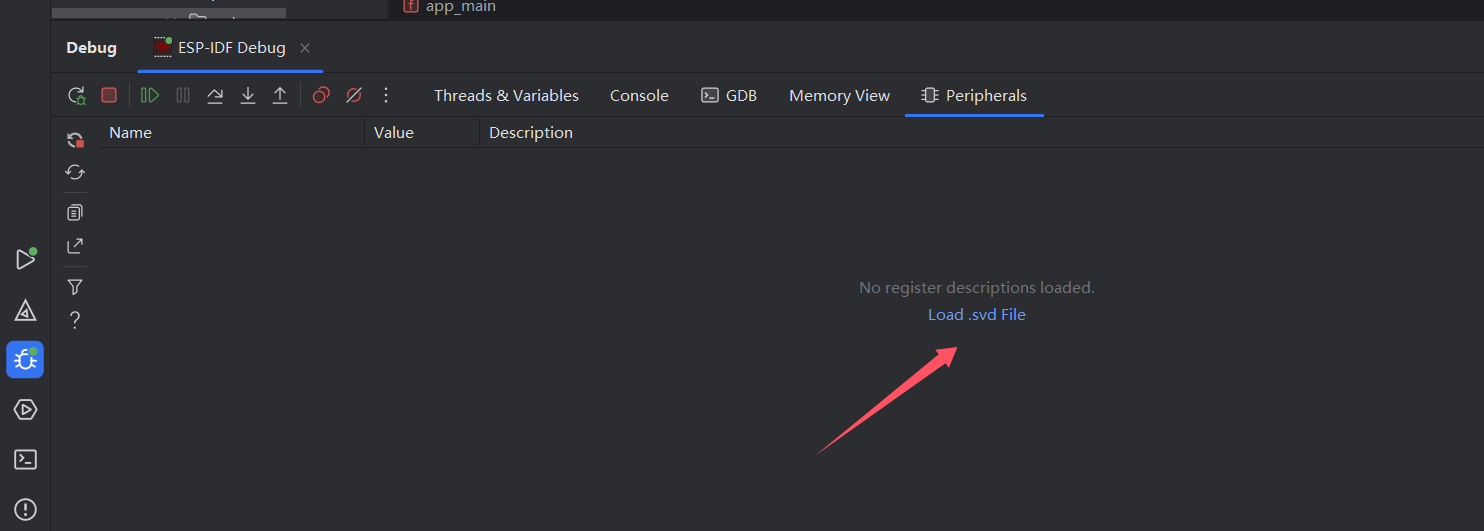 app_main
Debug ESP-IDF Debug
Threads & Variables Console GDB Memory View Peripherals
Name Value Description
No register descriptions loaded.
Load .svd File